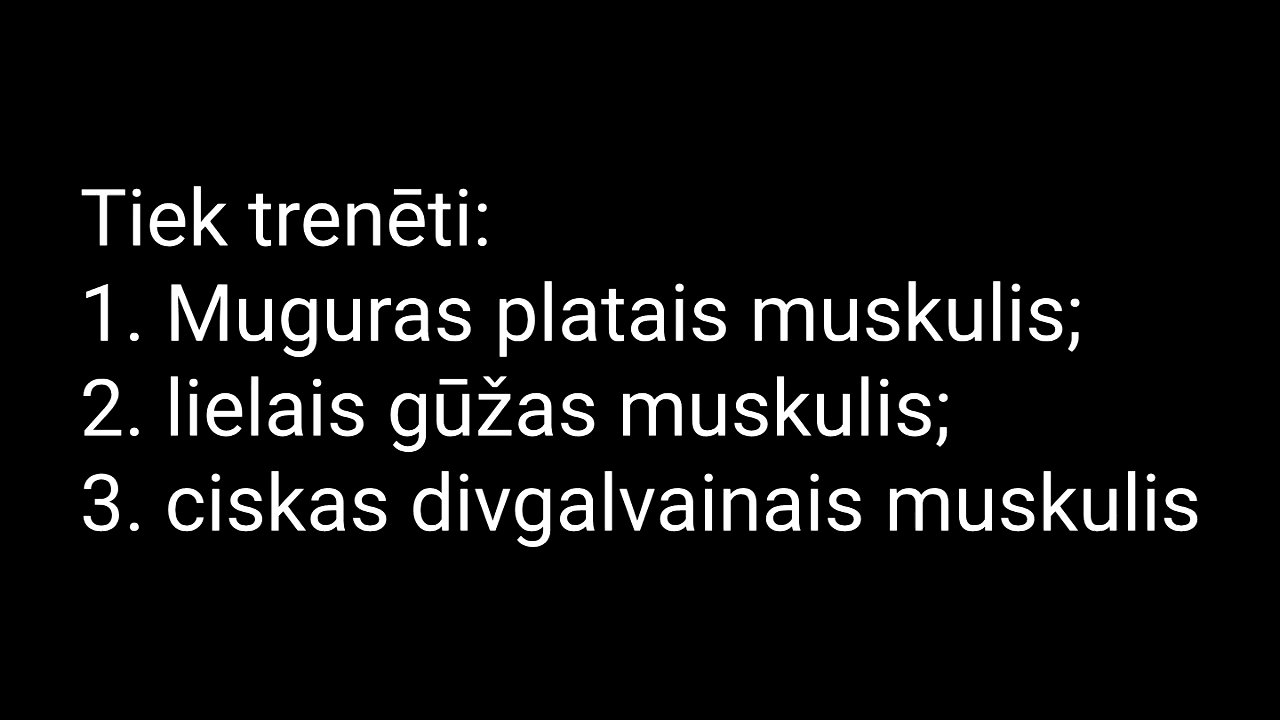 Tiek trenēti:
1. Muguras platais muskulis;
2. lielais gūžas muskulis;
3. ciskas divgalvainais muskulis